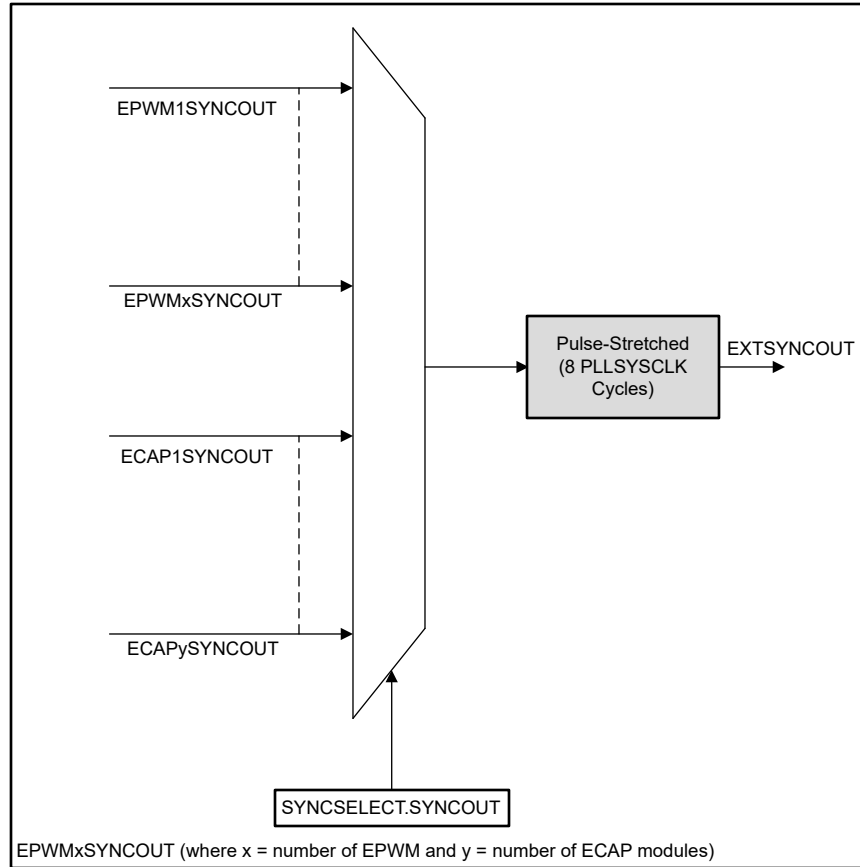 EPWM1SYNCOUT
EPWMxSYNCOUT
ECAP1SYNCOUT
ECAPySYNCOUT
Pulse-Stretched
(8 PLLSYSCLK
Cycles)
EXTSYNCOUT
SYNCSELECT.SYNCOUT
EPWMxSYNCOUT (where x = number of EPWM and y = number of ECAP modules)